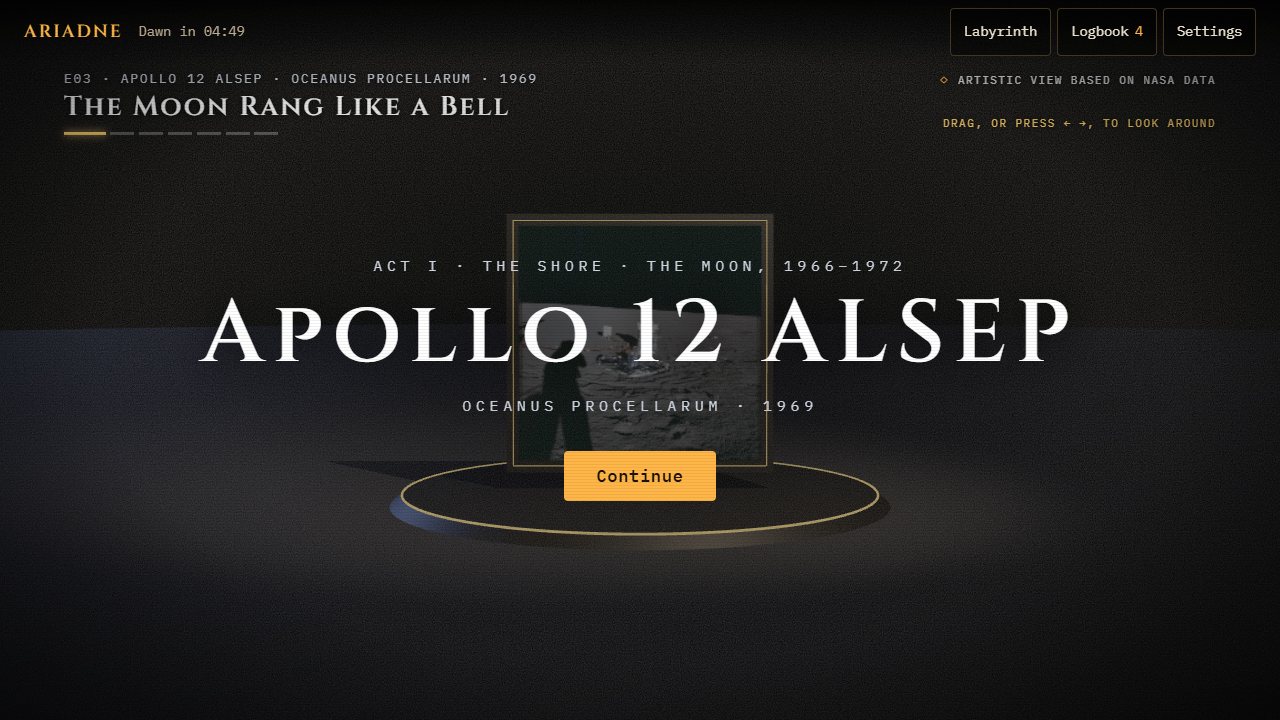 ARIADNE Dawn in 04:49 Labyrinth Logbook 4 Settings
E03 · APOLLO 12 ALSEP · OCEANUS PROCELLARUM · 1969
The Moon Rang Like a Bell
◇ ARTISTIC VIEW BASED ON NASA DATA
DRAG, OR PRESS ← →, TO LOOK AROUND
ACT I · THE SHORE · THE MOON, 1966–1972
Apollo 12 ALSEP
OCEANUS PROCELLARUM · 1969
Continue